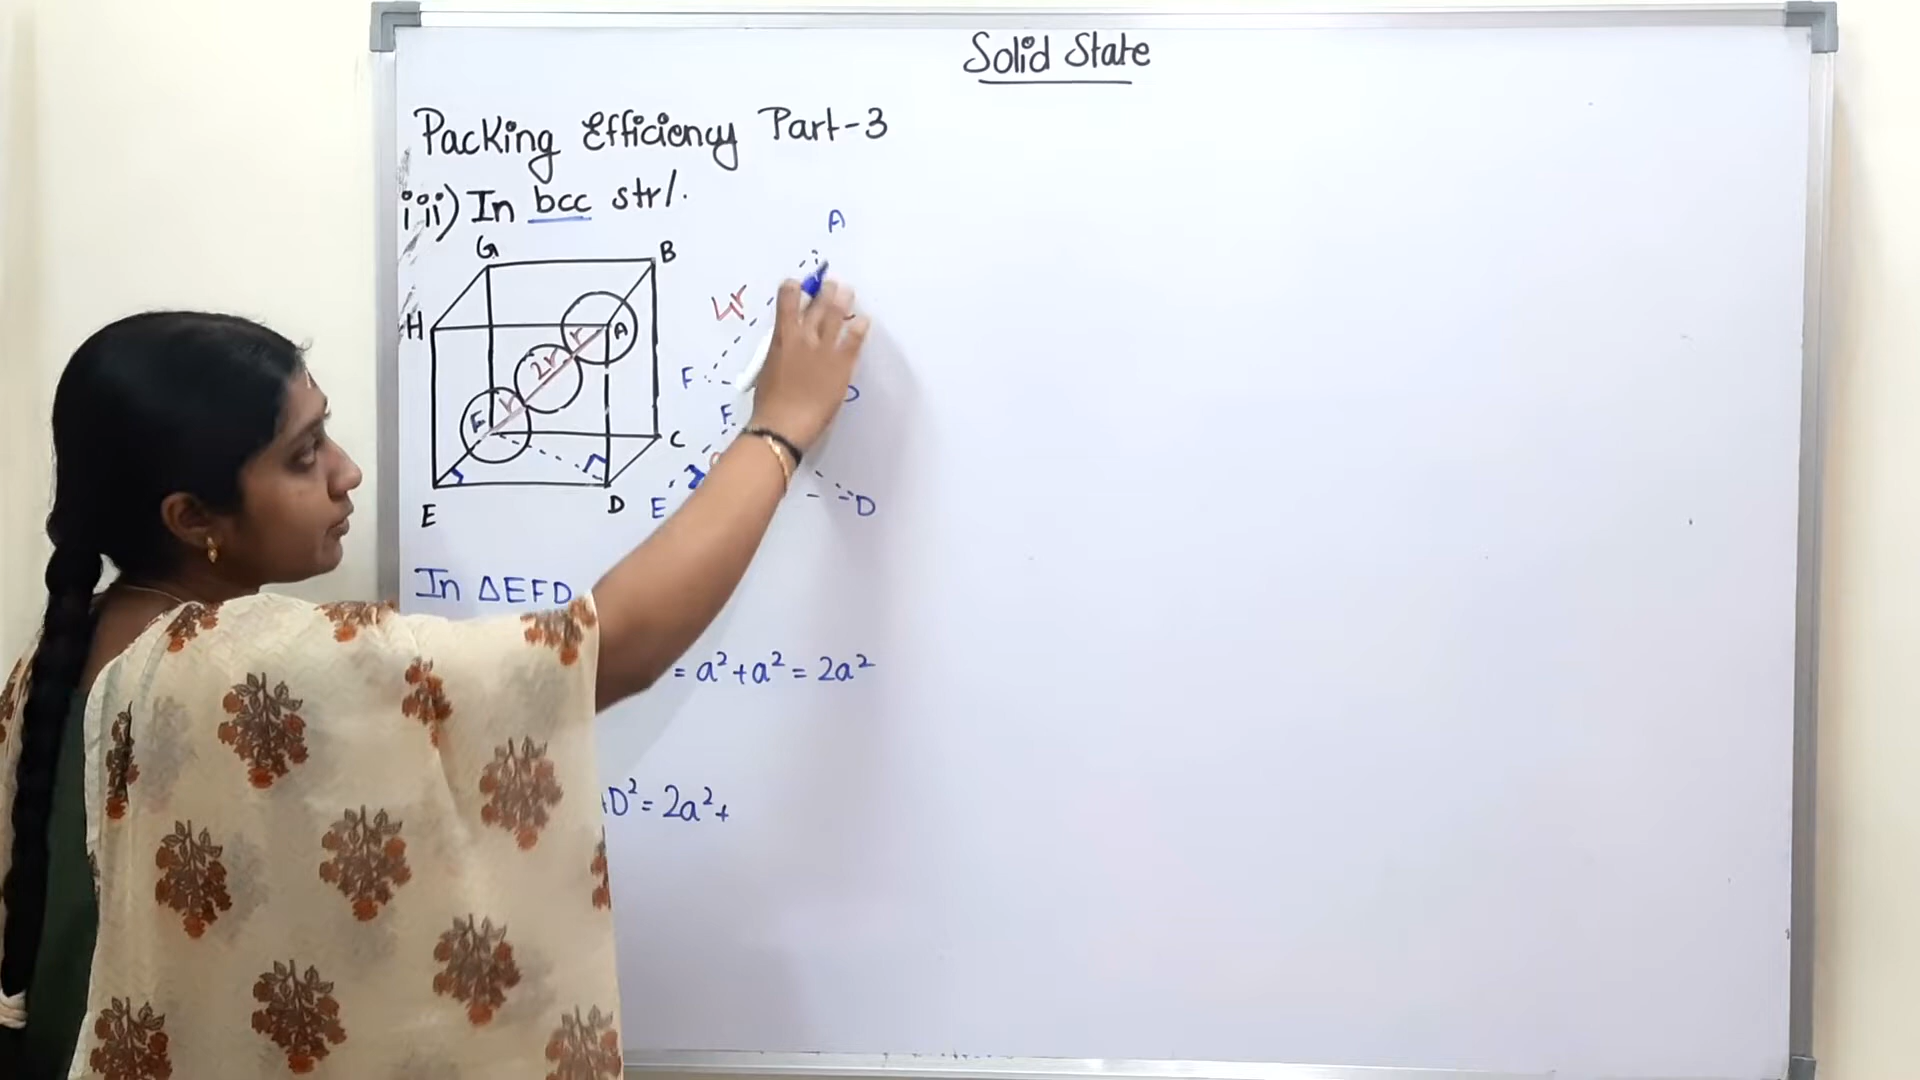 Solid State
Packing Efficiency Part-3
iii) In bcc str/.
G B
H A
2r r
r
F
C
E D
A
4r
F D
F
E D
In ΔEFD
= a² + a² = 2a²
D² = 2a² +